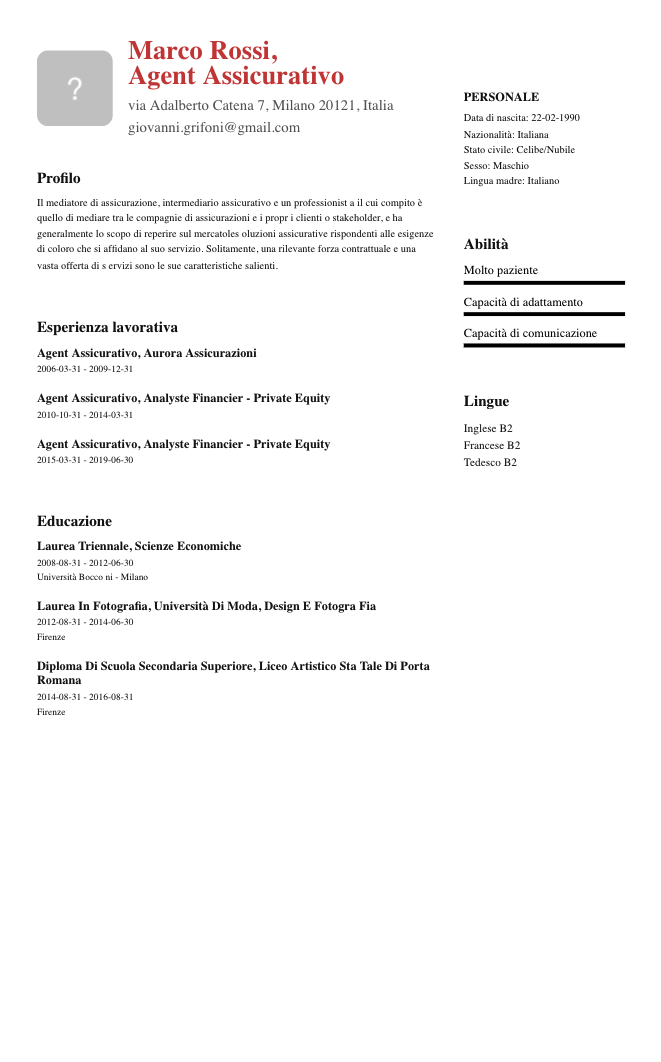 ?
Marco Rossi,
Agent Assicurativo
via Adalberto Catena 7, Milano 20121, Italia
giovanni.grifoni@gmail.com
Profilo
Il mediatore di assicurazione, intermediario assicurativo e un profession­ist a il cui compito è
quello di mediare tra le compagnie di assicurazioni e i propr i clienti o stakeholder, e ha
generalmente lo scopo di reperire sul mercatoles oluzioni assicurative rispondenti alle esigenze
di coloro che si affidano al suo servizio. Solitamente, una rilevante forza contrattuale e una
vasta offerta di s ervizi sono le sue caratteristiche salienti.
Esperienza lavorativa
Agent Assicurativo, Aurora Assicurazioni
2006-03-31 - 2009-12-31
Agent Assicurativo, Analyste Financier - Private Equity
2010-10-31 - 2014-03-31
Agent Assicurativo, Analyste Financier - Private Equity
2015-03-31 - 2019-06-30
Educazione
Laurea Triennale, Scienze Economiche
2008-08-31 - 2012-06-30
Università Bocco ni - Milano
Laurea In Fotografia, Università Di Moda, Design E Fotogra Fia
2012-08-31 - 2014-06-30
Firenze
Diploma Di Scuola Secondaria Superiore, Liceo Artistico Sta Tale Di Porta
Romana
2014-08-31 - 2016-08-31
Firenze
PERSONALE
Data di nascita: 22-02-1990
Nazionalità: Italiana
Stato civile: Celibe/Nubile
Sesso: Maschio
Lingua madre: Italiano
Abilità
Molto paziente
Capacità di adattamento
Capacità di comunicazione
Lingue
Inglese B2
Francese B2
Tedesco B2